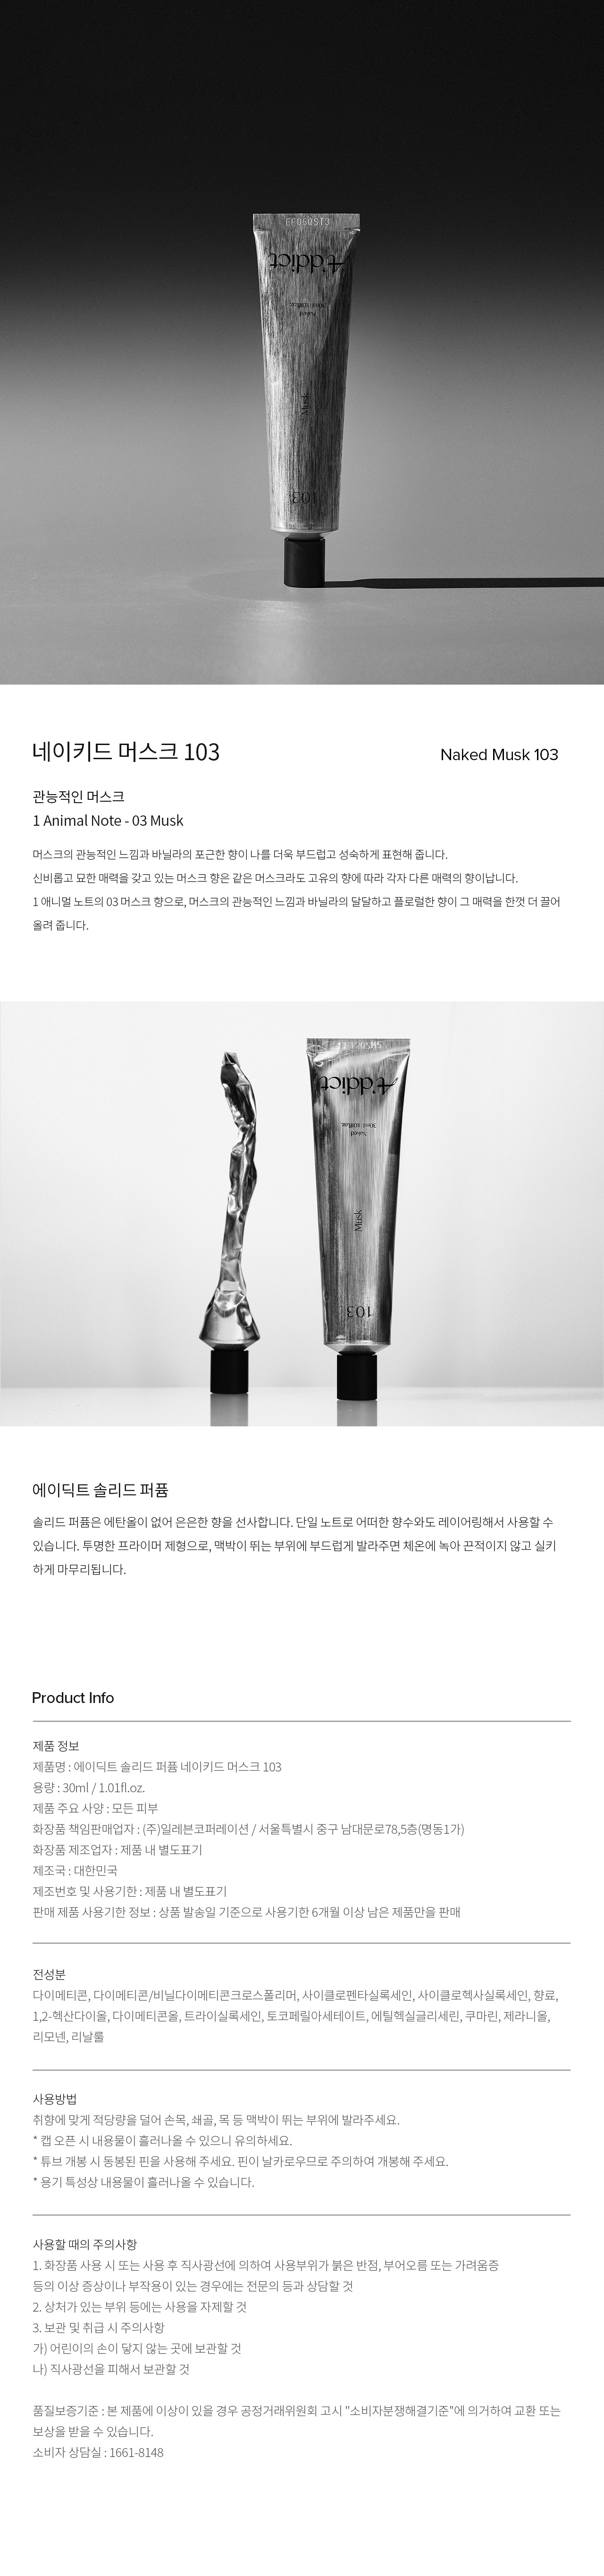 A'ddict
Naked
Musk
103
네이키드 머스크 103
Naked Musk 103
관능적인 머스크
1 Animal Note - 03 Musk
머스크의 관능적인 느낌과 바닐라의 포근한 향이 나를 더욱 부드럽고 성숙하게 표현해 줍니다.
신비롭고 묘한 매력을 갖고 있는 머스크 향은 같은 머스크라도 고유의 향에 따라 각자 다른 매력의 향이납니다.
1 애니멀 노트의 03 머스크 향으로, 머스크의 관능적인 느낌과 바닐라의 달달하고 플로럴한 향이 그 매력을 한껏 더 끌어
올려 줍니다.
A'ddict
30ml / 1.01fl.oz.
Naked
Musk
103
에이딕트 솔리드 퍼퓸
솔리드 퍼퓸은 에탄올이 없어 은은한 향을 선사합니다. 단일 노트로 어떠한 향수와도 레이어링해서 사용할 수
있습니다. 투명한 프라이머 제형으로, 맥박이 뛰는 부위에 부드럽게 발라주면 체온에 녹아 끈적이지 않고 실키
하게 마무리됩니다.
Product Info
제품 정보
제품명 : 에이딕트 솔리드 퍼퓸 네이키드 머스크 103
용량 : 30ml / 1.01fl.oz.
제품 주요 사양 : 모든 피부
화장품 책임판매업자 : (주)일레븐코퍼레이션 / 서울특별시 중구 남대문로78,5층(명동1가)
화장품 제조업자 : 제품 내 별도표기
제조국 : 대한민국
제조번호 및 사용기한 : 제품 내 별도표기
판매 제품 사용기한 정보 : 상품 발송일 기준으로 사용기한 6개월 이상 남은 제품만을 판매
전성분
다이메티콘, 다이메티콘/비닐다이메티콘크로스폴리머, 사이클로펜타실록세인, 사이클로헥사실록세인, 향료,
1,2-헥산다이올, 다이메티콘올, 트라이실록세인, 토코페릴아세테이트, 에틸헥실글리세린, 쿠마린, 제라니올,
리모넨, 리날룰
사용방법
취향에 맞게 적당량을 덜어 손목, 쇄골, 목 등 맥박이 뛰는 부위에 발라주세요.
* 캡 오픈 시 내용물이 흘러나올 수 있으니 유의하세요.
* 튜브 개봉 시 동봉된 핀을 사용해 주세요. 핀이 날카로우므로 주의하여 개봉해 주세요.
* 용기 특성상 내용물이 흘러나올 수 있습니다.
사용할 때의 주의사항
1. 화장품 사용 시 또는 사용 후 직사광선에 의하여 사용부위가 붉은 반점, 부어오름 또는 가려움증
등의 이상 증상이나 부작용이 있는 경우에는 전문의 등과 상담할 것
2. 상처가 있는 부위 등에는 사용을 자제할 것
3. 보관 및 취급 시 주의사항
가) 어린이의 손이 닿지 않는 곳에 보관할 것
나) 직사광선을 피해서 보관할 것
품질보증기준 : 본 제품에 이상이 있을 경우 공정거래위원회 고시 "소비자분쟁해결기준"에 의거하여 교환 또는
보상을 받을 수 있습니다.
소비자 상담실 : 1661-8148